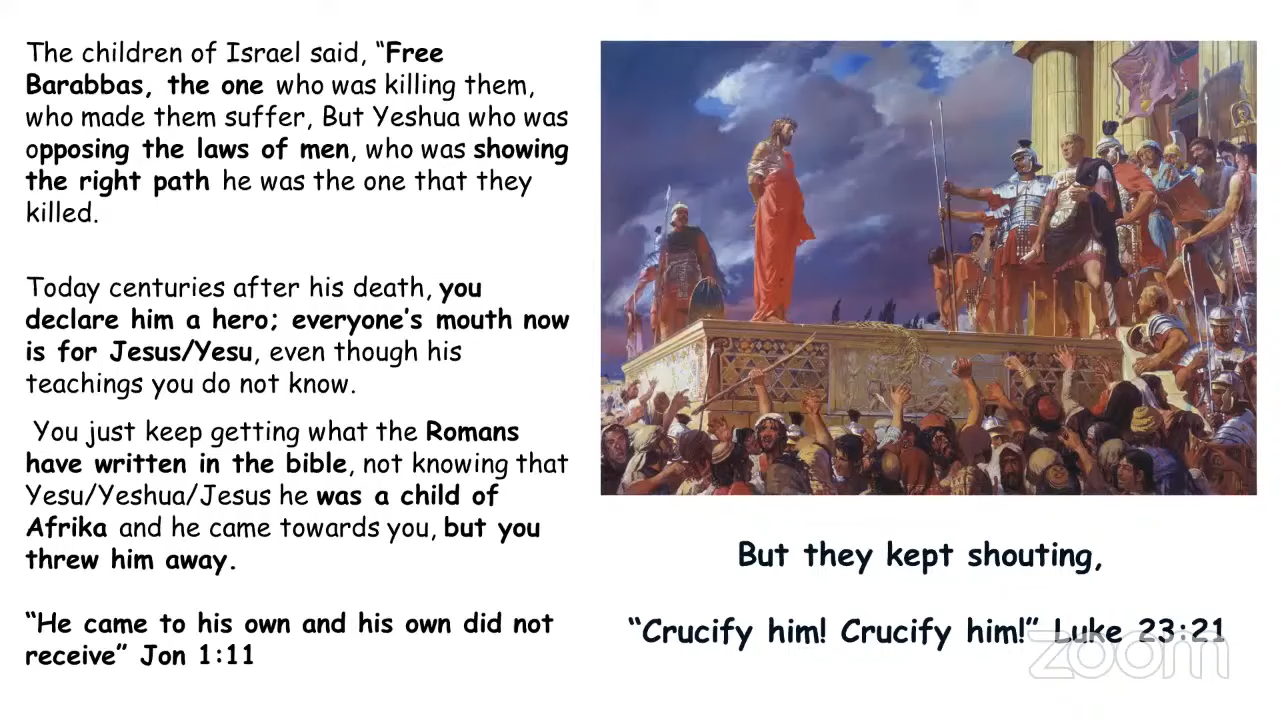 The children of Israel said, “Free
Barabbas, the one who was killing them,
who made them suffer, But Yeshua who was
opposing the laws of men, who was showing
the right path he was the one that they
killed.
Today centuries after his death, you
declare him a hero; everyone’s mouth now
is for Jesus/Yesu, even though his
teachings you do not know.
You just keep getting what the Romans
have written in the bible, not knowing that
Yesu/Yeshua/Jesus he was a child of
Afrika and he came towards you, but you
threw him away.
“He came to his own and his own did not
receive” Jon 1:11
But they kept shouting,
“Crucify him! Crucify him!” Luke 23:21
zoom